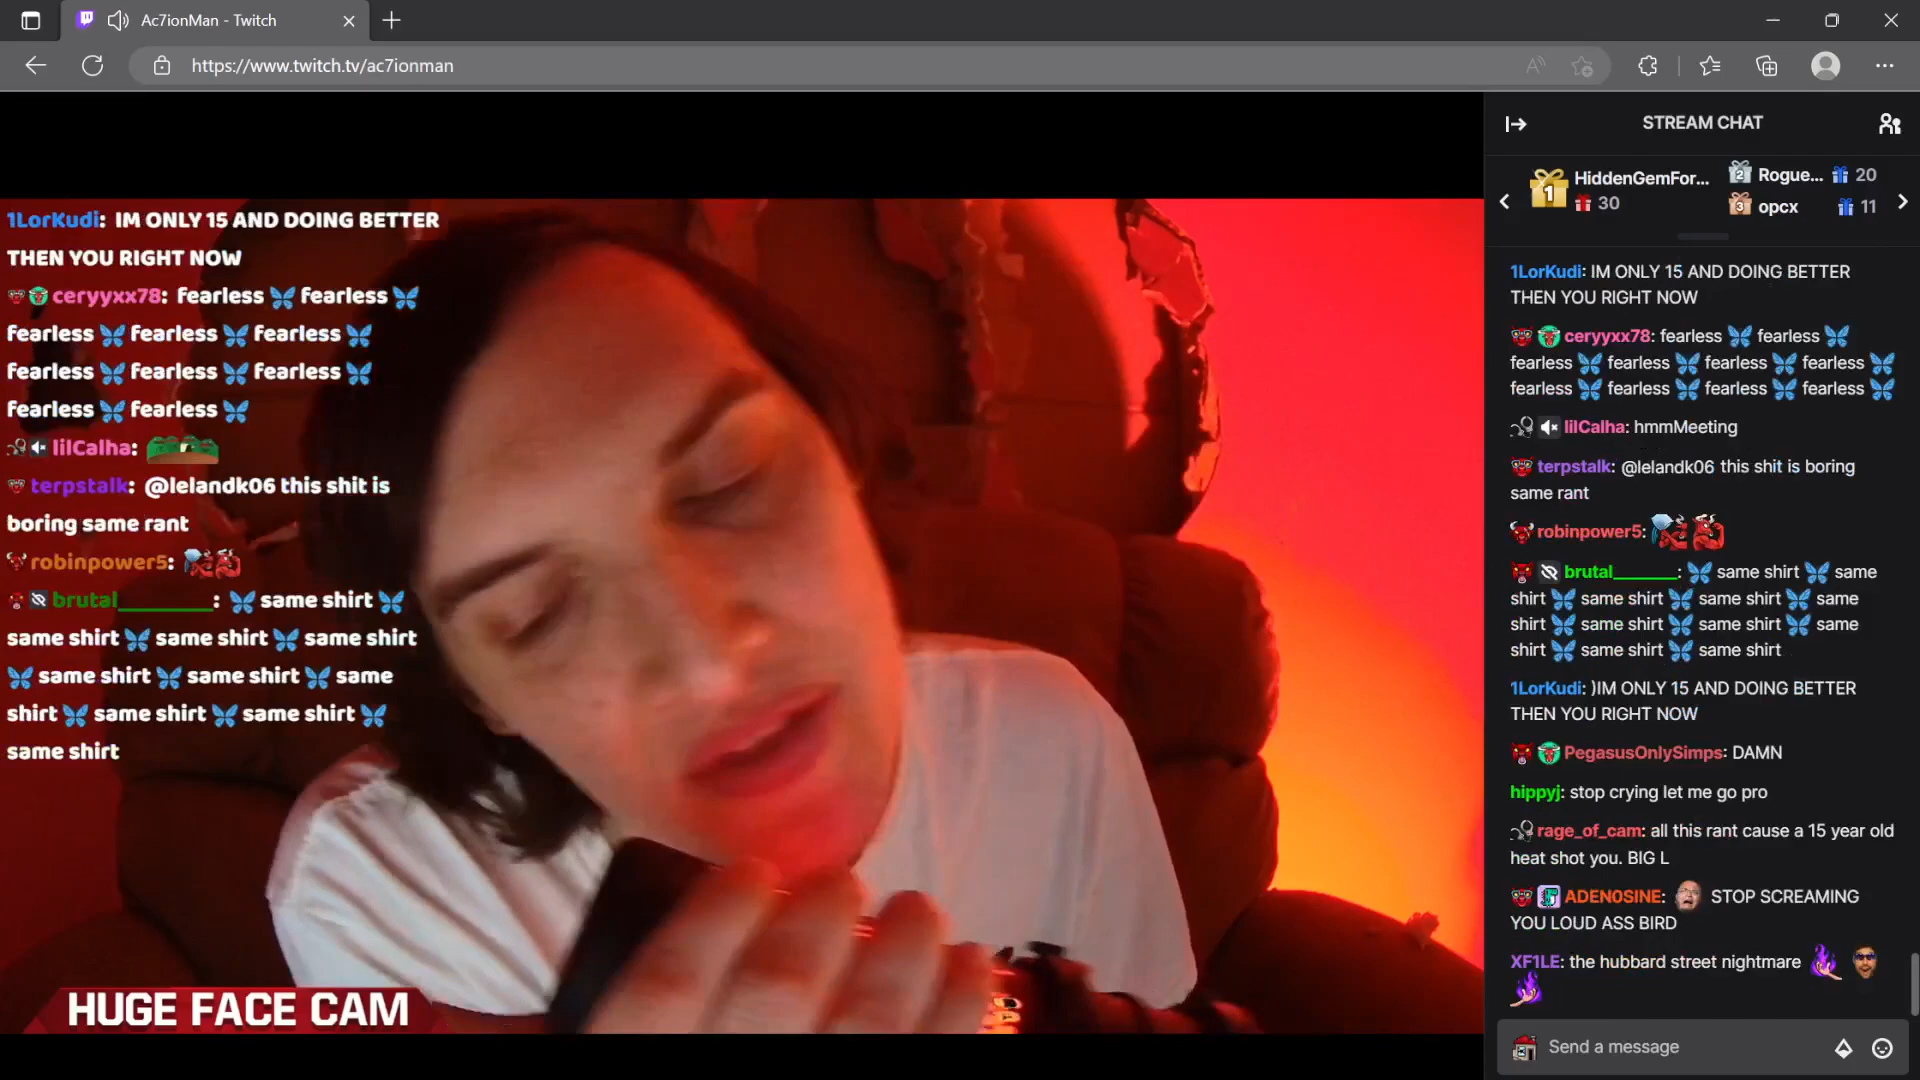 Ac7ionMan - Twitch
https://www.twitch.tv/ac7ionman
1LorKudi: IM ONLY 15 AND DOING BETTER
THEN YOU RIGHT NOW
ceryyxx78: fearless fearless
fearless fearless fearless
fearless fearless fearless
fearless fearless
lilCalha:
terpstalk: @lelandk06 this shit is
boring same rant
robinpower5:
brutal________: same shirt
same shirt same shirt same shirt
same shirt same shirt same
shirt same shirt same shirt
same shirt
HUGE FACE CAM
STREAM CHAT
1 HiddenGemFor... 30
2 Rogue... 20
3 opcx 11
1LorKudi: IM ONLY 15 AND DOING BETTER
THEN YOU RIGHT NOW
ceryyxx78: fearless fearless
fearless fearless fearless fearless
fearless fearless fearless fearless
lilCalha: hmmMeeting
terpstalk: @lelandk06 this shit is boring
same rant
robinpower5:
brutal________: same shirt same
shirt same shirt same shirt same
shirt same shirt same shirt same
shirt same shirt same shirt
1LorKudi: )IM ONLY 15 AND DOING BETTER
THEN YOU RIGHT NOW
PegasusOnlySimps: DAMN
hippyj: stop crying let me go pro
rage_of_cam: all this rant cause a 15 year old
heat shot you. BIG L
ADEN0SINE: STOP SCREAMING
YOU LOUD ASS BIRD
XF1LE: the hubbard street nightmare
Send a message